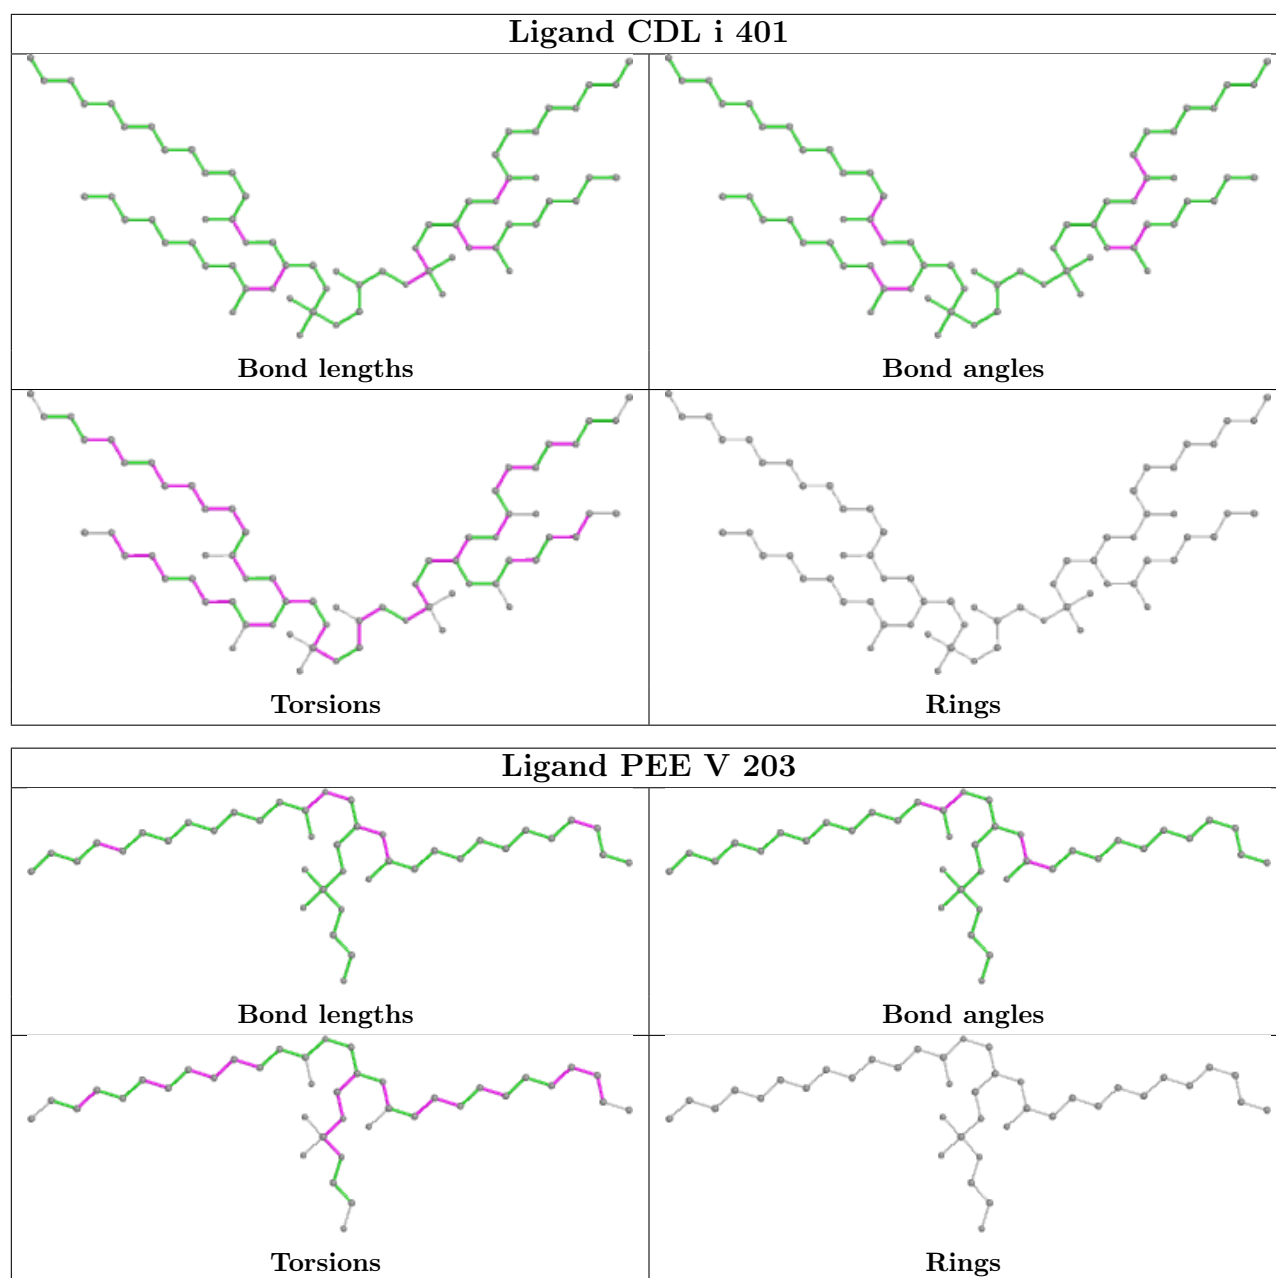 Ligand CDL i 401
Bond lengths
Bond angles
Torsions
Rings
Ligand PEE V 203
Bond lengths
Bond angles
Torsions
Rings